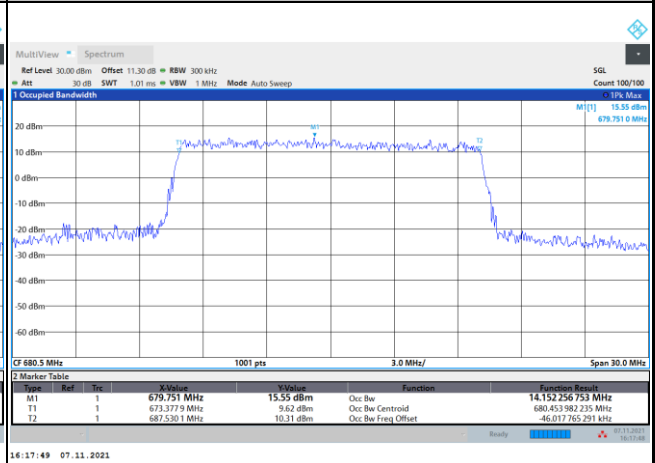 MultiView Spectrum
Ref Level 30.00 dBm Offset 11.30 dB RBW 300 kHz SGL
Att 30 dB SWT 1.01 ms VBW 1 MHz Mode Auto Sweep Count 100/100
1 Occupied Bandwidth 1Pk Max
M1[1] 15.55 dBm
679.7510 MHz
M1
T1 T2
20 dBm
10 dBm
0 dBm
-10 dBm
-20 dBm
-30 dBm
-40 dBm
-50 dBm
-60 dBm
CF 680.5 MHz 1001 pts 3.0 MHz/ Span 30.0 MHz
2 Marker Table
Type Ref Trc X-Value Y-Value Function Function Result
M1 1 679.751 MHz 15.55 dBm Occ Bw 14.152 256 753 MHz
T1 1 673.377 9 MHz 9.62 dBm Occ Bw Centroid 680.453 982 235 MHz
T2 1 687.530 1 MHz 10.31 dBm Occ Bw Freq Offset -46.017 765 291 kHz
Ready 07.11.2021
16:17:48
16:17:49 07.11.2021